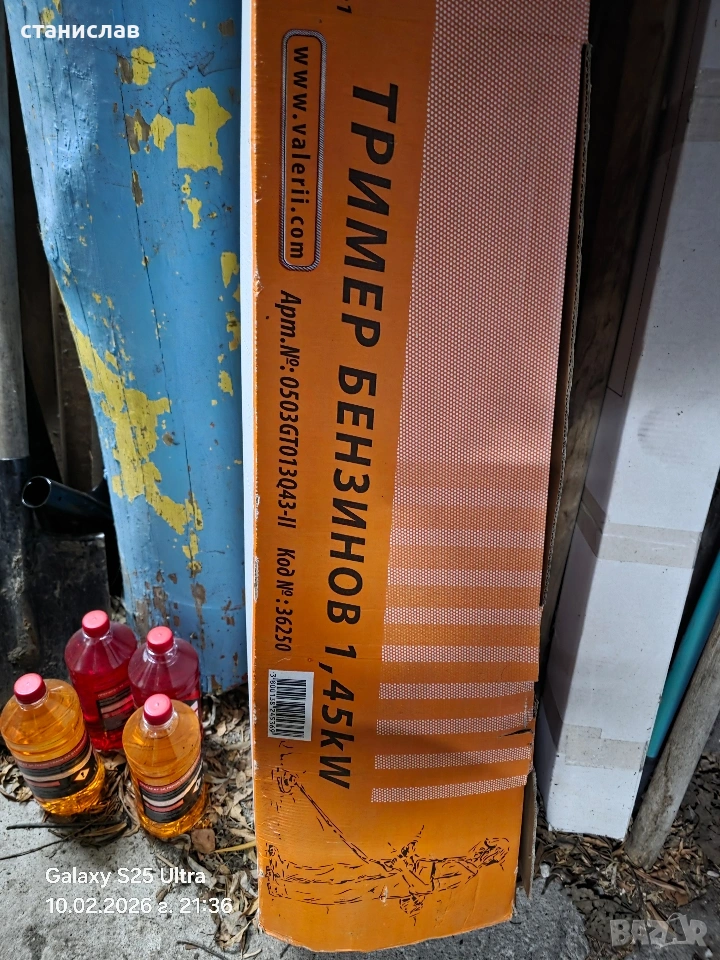 станислав
www.valerii.com
ТРИМЕР БЕНЗИНОВ 1,45kW
Арт.№: 0503GT013Q43-II Код №: 36250
Galaxy S25 Ultra
10.02.2026 г. 21:36
BAZAR